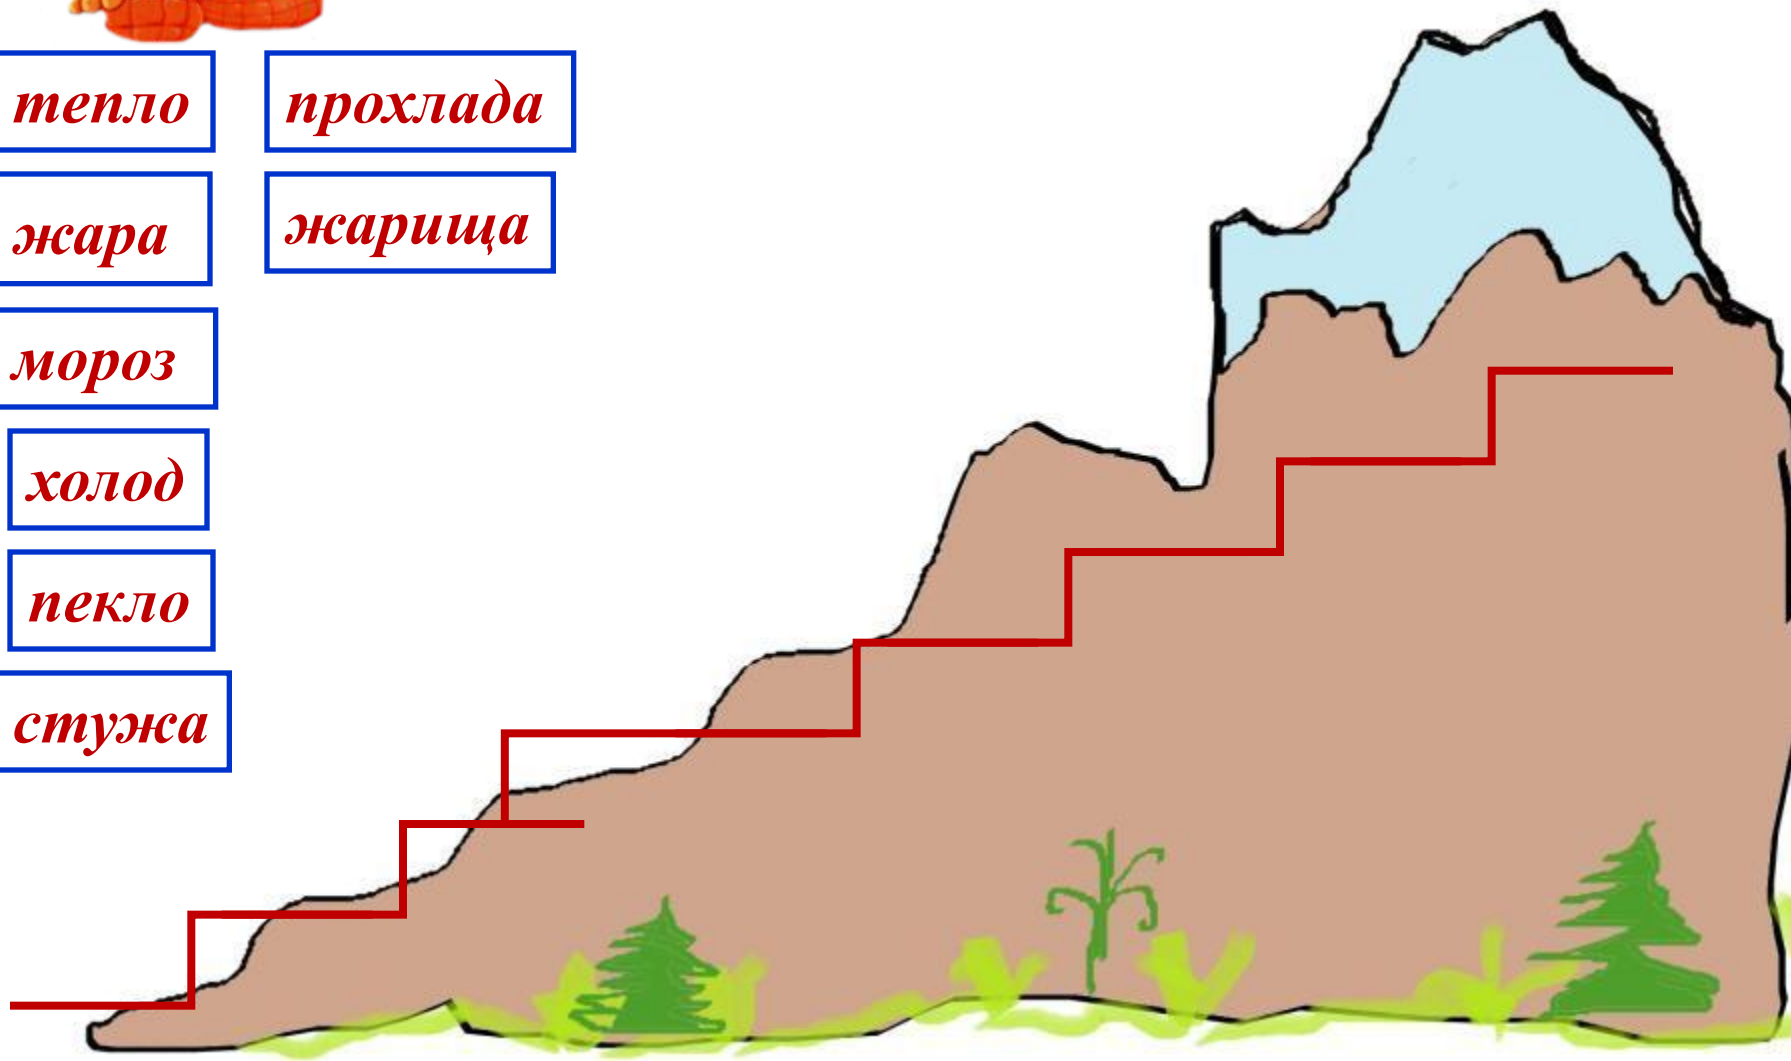 тепло
прохлада
жара
жарища
мороз
холод
пекло
стужа